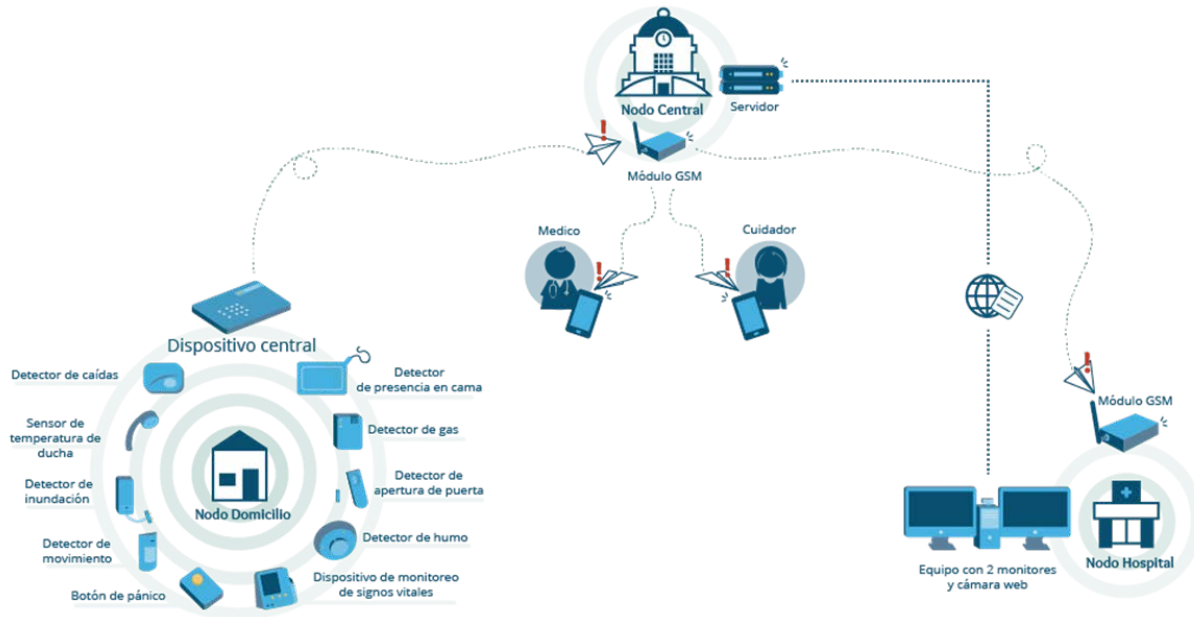 Nodo Central
Servidor
Módulo GSM
Medico
Cuidador
Dispositivo central
Detector de caídas
Detector
de presencia en cama
Sensor de
temperatura de
ducha
Detector de gas
Detector de
inundación
Detector de
apertura de puerta
Nodo Domicilio
Detector de
movimiento
Detector de humo
Botón de pánico
Dispositivo de monitoreo
de signos vitales
Módulo GSM
Equipo con 2 monitores
y cámara web
Nodo Hospital